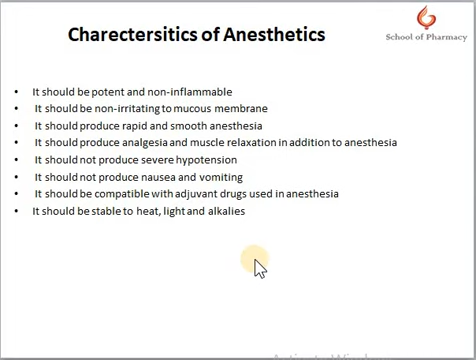 Charectersitics of Anesthetics
School of Pharmacy
• It should be potent and non-inflammable
• It should be non-irritating to mucous membrane
• It should produce rapid and smooth anesthesia
• It should produce analgesia and muscle relaxation in addition to anesthesia
• It should not produce severe hypotension
• It should not produce nausea and vomiting
• It should be compatible with adjuvant drugs used in anesthesia
• It should be stable to heat, light and alkalies